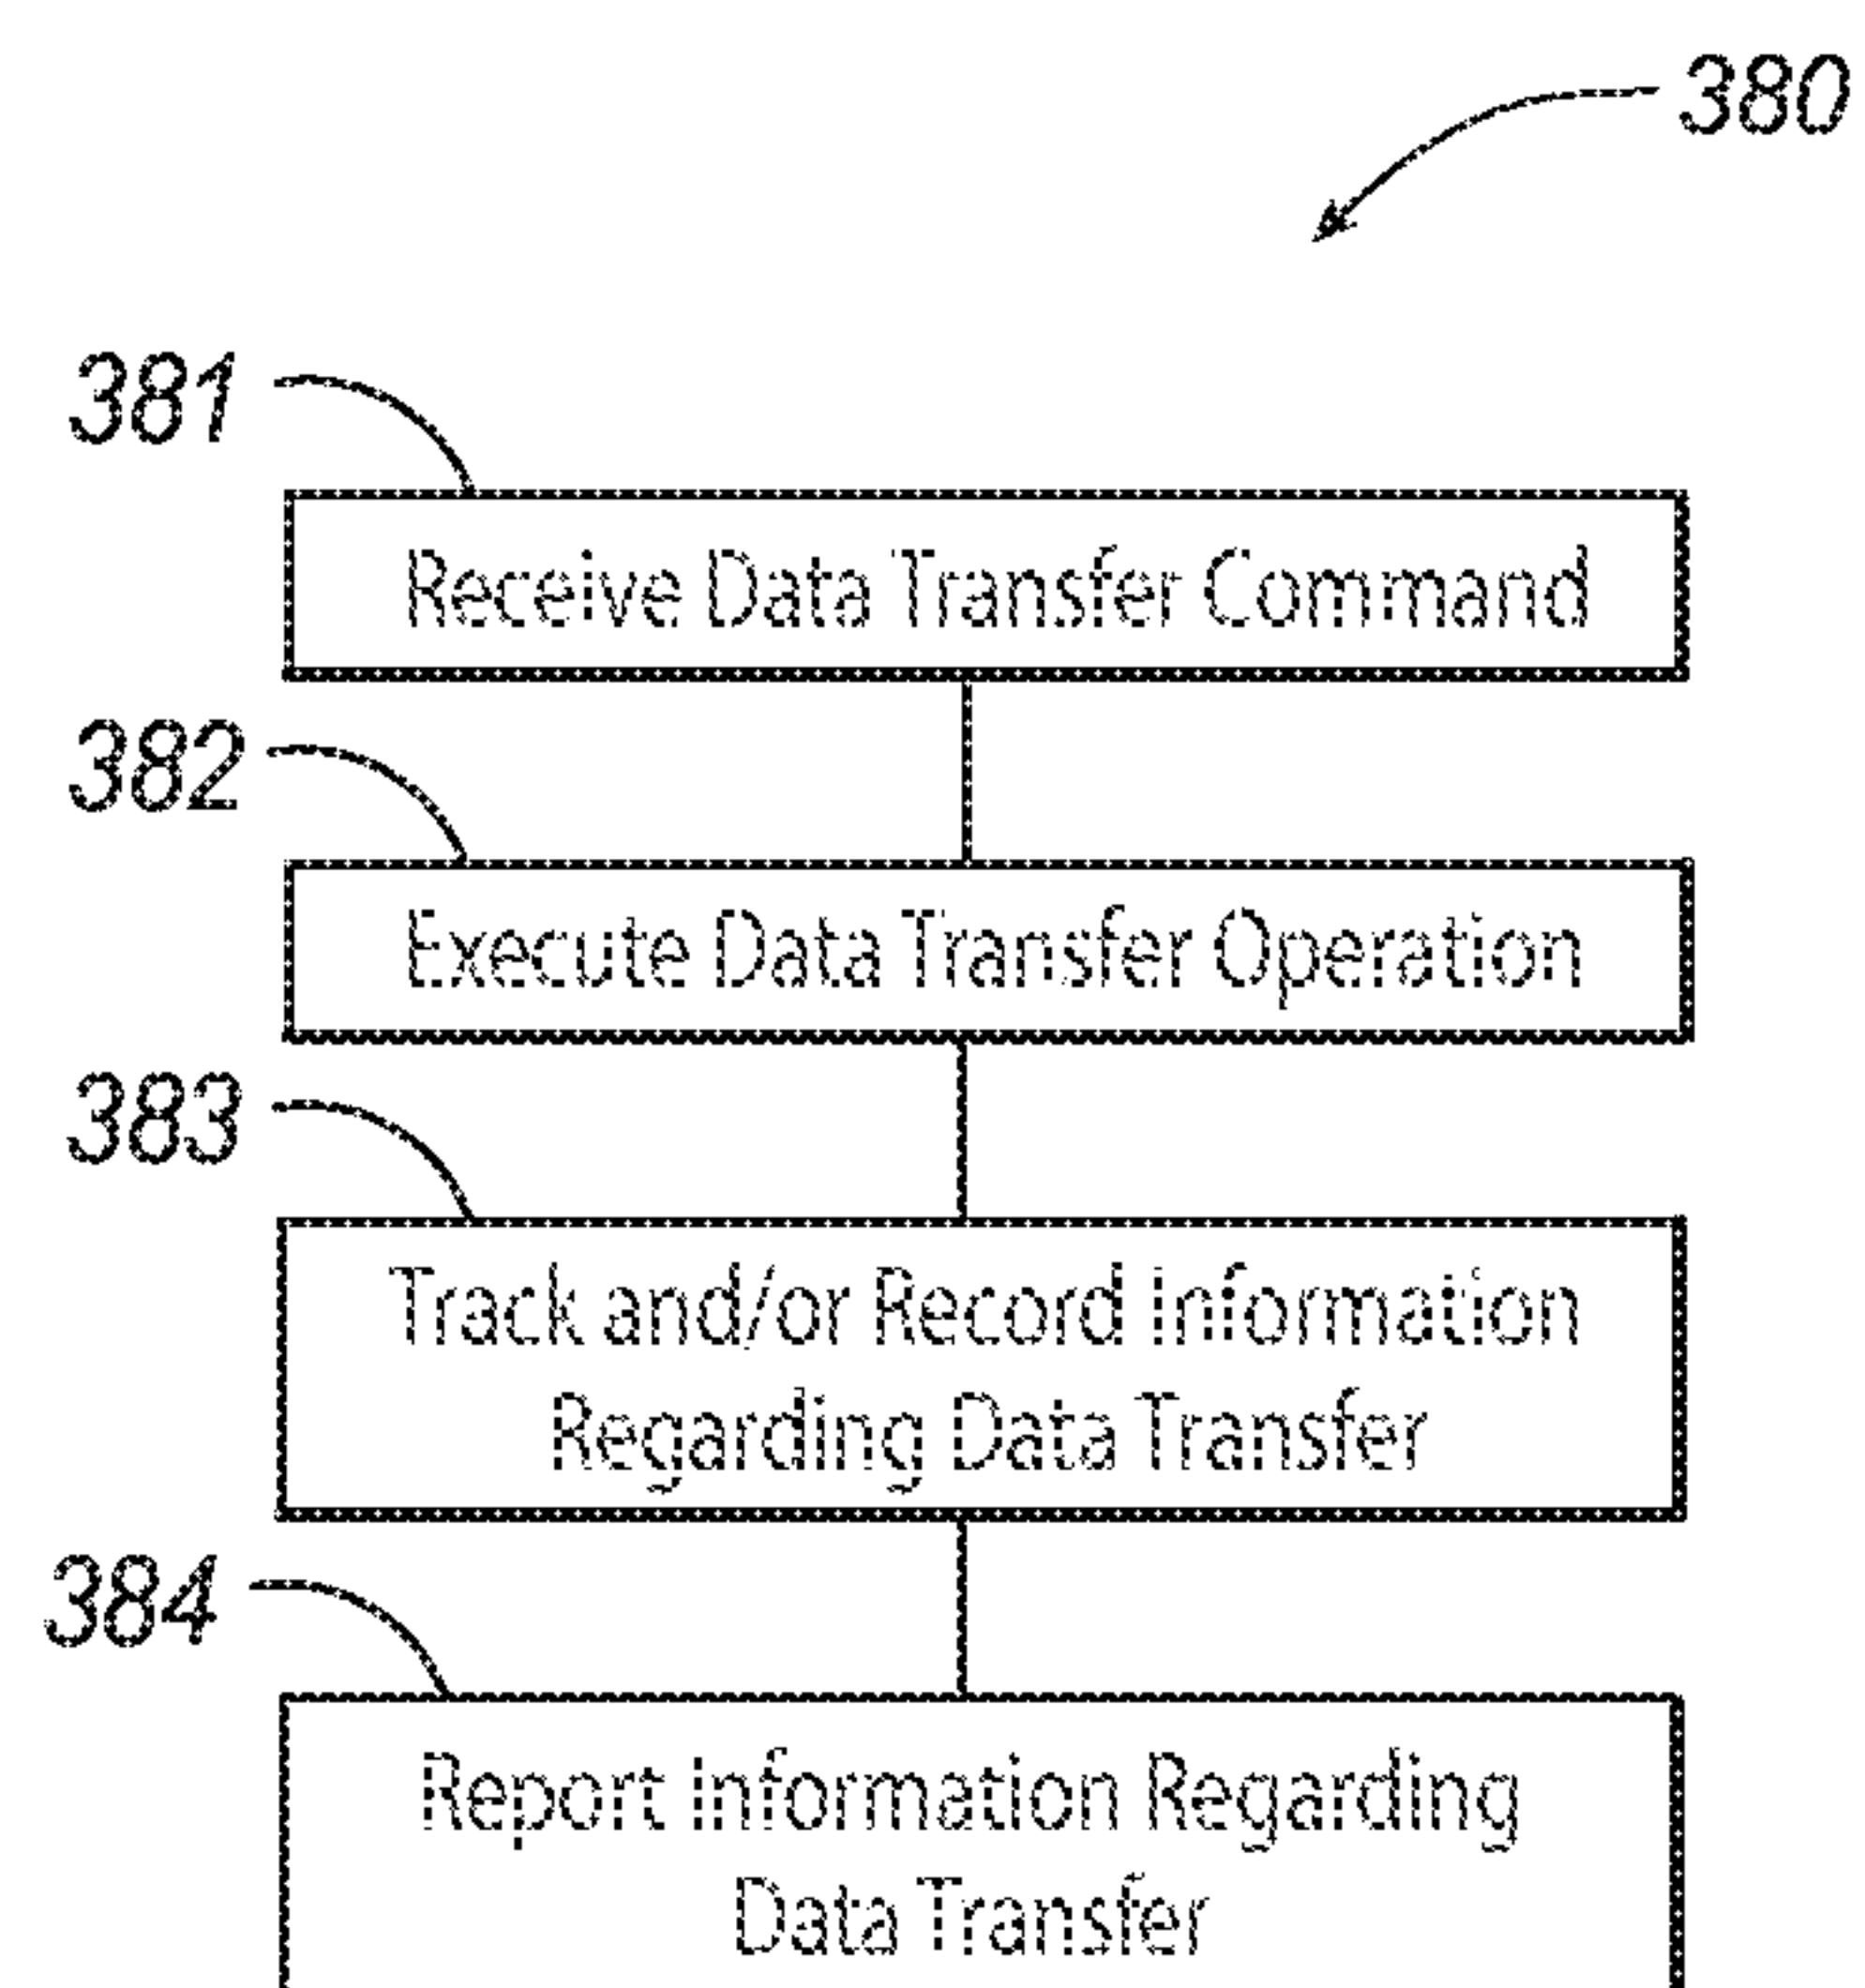 380
381
Receive Data Transfer Command
382
Execute Data Transfer Operation
383
Track and/or Record Information
Regarding Data Transfer
384
Report Information Regarding
Data Transfer